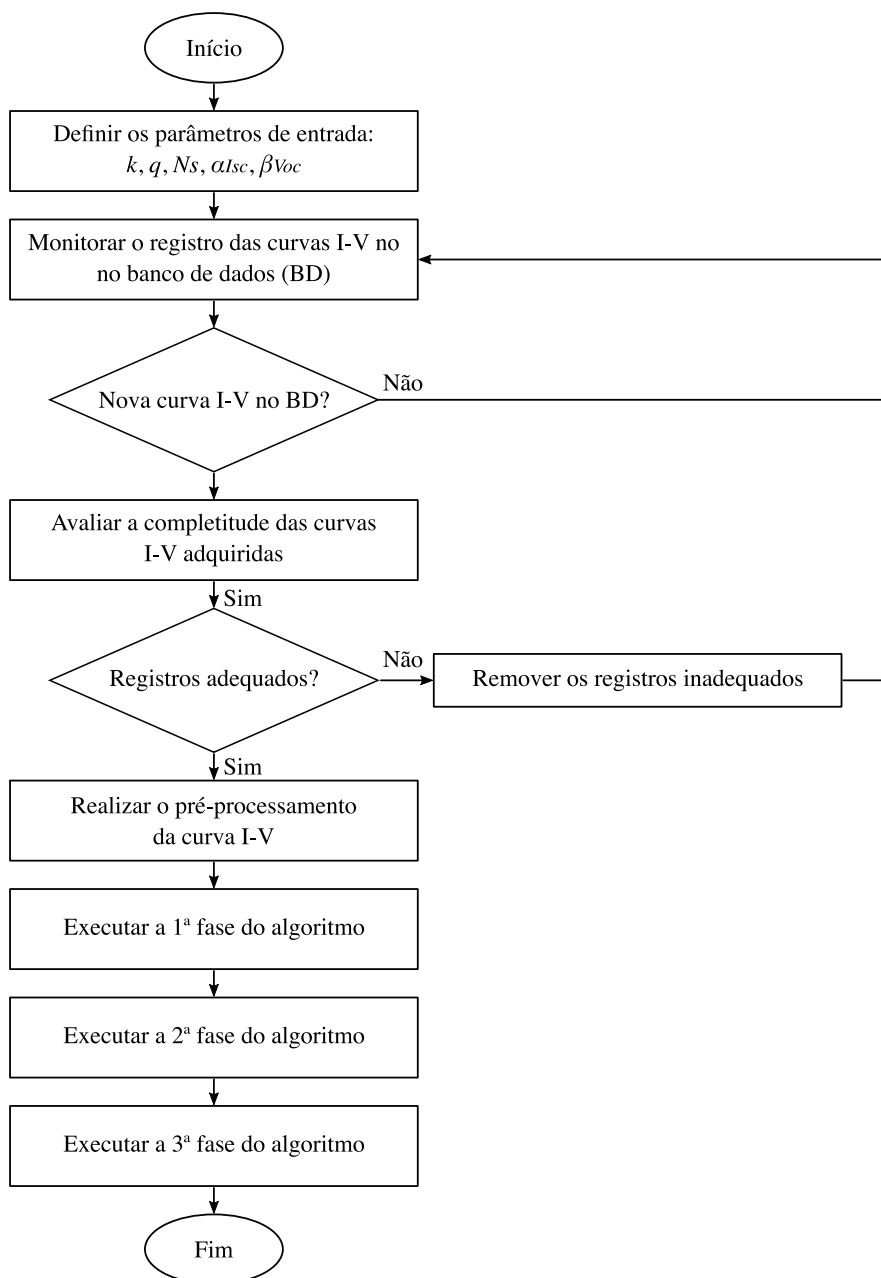 Início
Definir os parâmetros de entrada:
k, q, Ns, αIsc, βVoc
Monitorar o registro das curvas I-V no
no banco de dados (BD)
Nova curva I-V no BD?
Não
Avaliar a completitude das curvas
I-V adquiridas
Sim
Registros adequados?
Não
Remover os registros inadequados
Sim
Realizar o pré-processamento
da curva I-V
Executar a 1ª fase do algoritmo
Executar a 2ª fase do algoritmo
Executar a 3ª fase do algoritmo
Fim